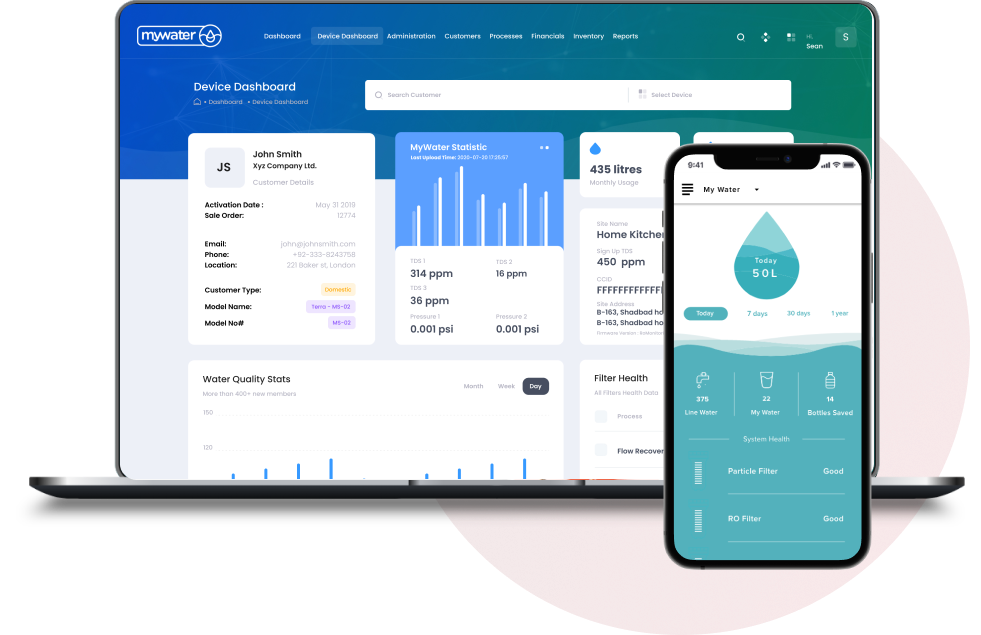 mywater
Dashboard Device Dashboard Administration Customers Processes Financials Inventory Reports
Hi,
Sean
S
Device Dashboard
Dashboard • Device Dashboard
Search Customer
Select Device
JS
John Smith
Xyz Company Ltd.
Customer Details
Activation Date : May 31 2019
Sale Order: 12774
Email: john@johnsmith.com
Phone: +92-333-8243758
Location: 221 Baker st, London
Customer Type: Domestic
Model Name: Terra - MS-02
Model No# MS-02
MyWater Statistic
Last Upload Time: 2020-07-20 17:25:57
TDS 1
314 ppm
TDS 2
16 ppm
TDS 3
36 ppm
Pressure 1
0.001 psi
Pressure 2
0.001 psi
435 litres
Monthly Usage
Site Name
Home Kitche
Sign Up TDS
450 ppm
CCID
FFFFFFFFFFFF
Site Address
B-163, Shadbad ho
B-163, Shadbad ho
Firmware Version :
Water Quality Stats
More than 400+ new members
Month Week Day
150
120
Filter Health
All Filters Health Data
Process
Flow Recover
9:41
My Water
Today
50L
Today 7 days 30 days 1 year
375
Line Water
22
My Water
14
Bottles Saved
System Health
Particle Filter Good
RO Filter Good